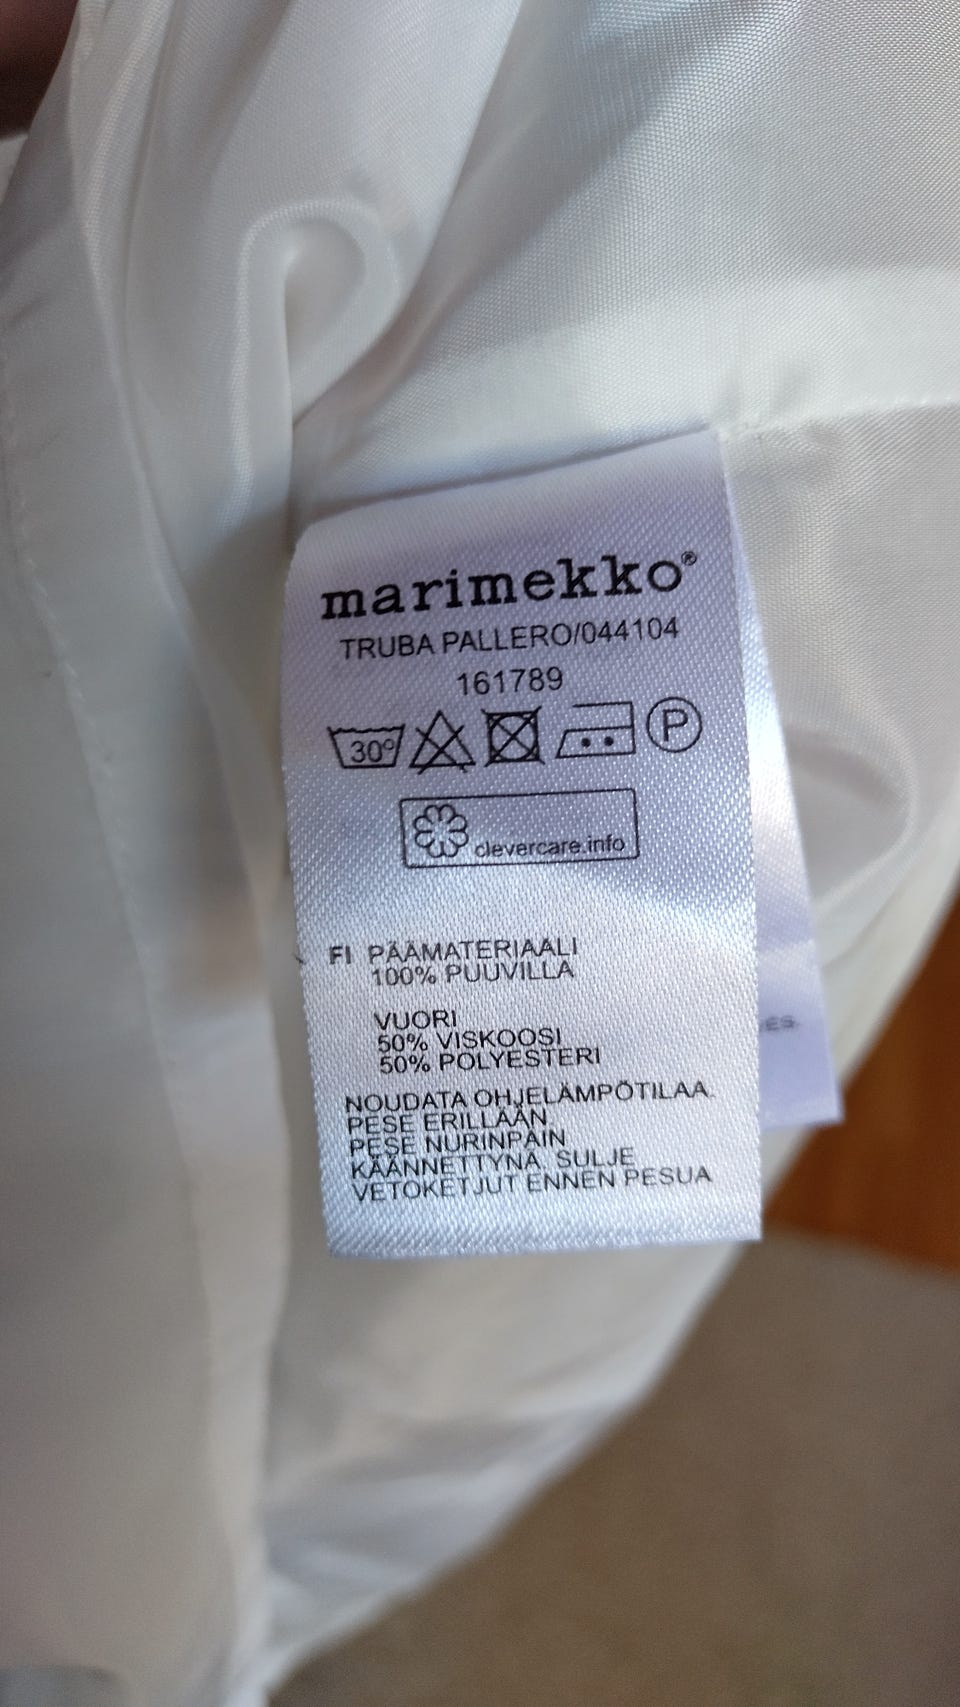 marimekko®
TRUBA PALLERO/044104
161789
30°
P
clevercare.info
FI PÄÄMATERIAALI
100% PUUVILLA
VUORI
50% VISKOOSI
50% POLYESTERI
NOUDATA OHJELÄMPÖTILAA.
PESE ERILLÄÄN.
PESE NURINPÄIN
KÄÄNNETTYNÄ. SULJE
VETOKETJUT ENNEN PESUA